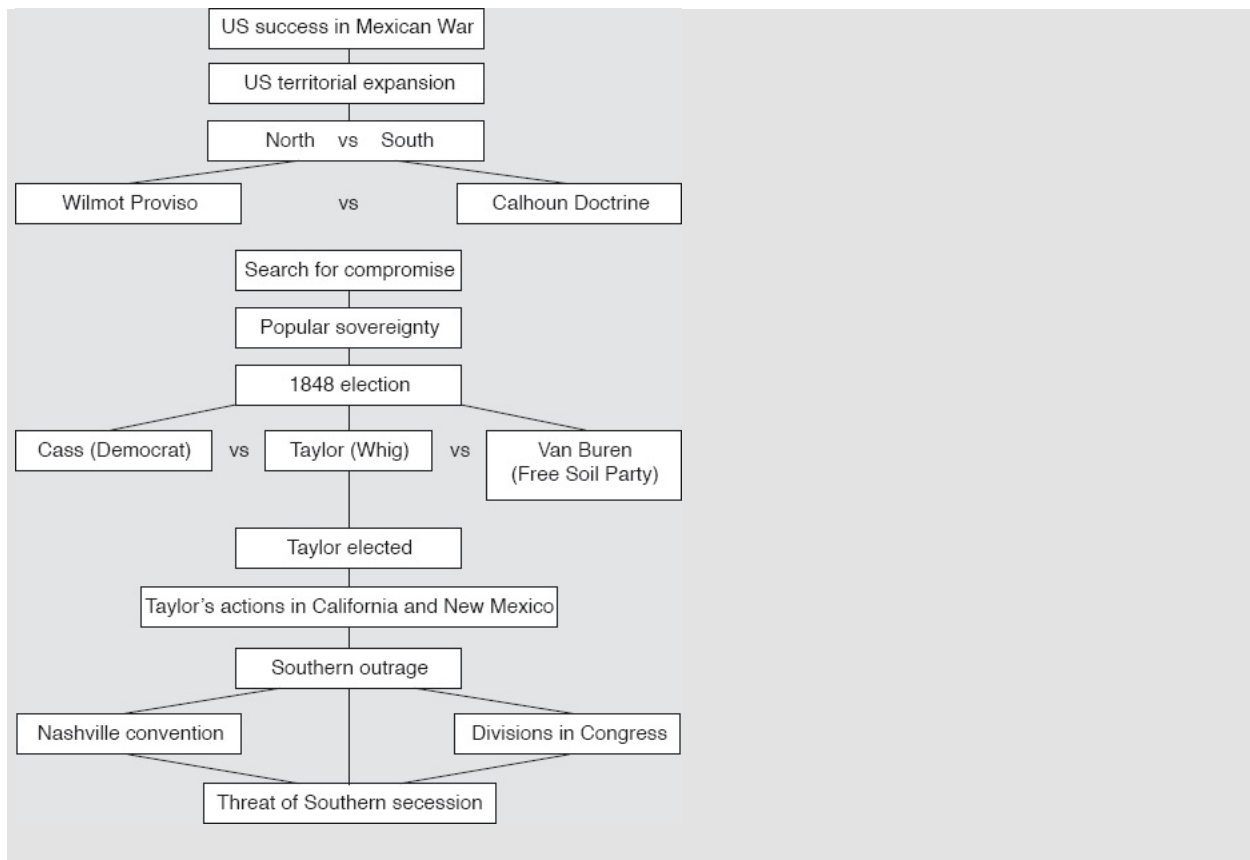 US success in Mexican War
US territorial expansion
North vs South
Wilmot Proviso vs Calhoun Doctrine
Search for compromise
Popular sovereignty
1848 election
Cass (Democrat) vs Taylor (Whig) vs Van Buren
(Free Soil Party)
Taylor elected
Taylor's actions in California and New Mexico
Southern outrage
Nashville convention Divisions in Congress
Threat of Southern secession